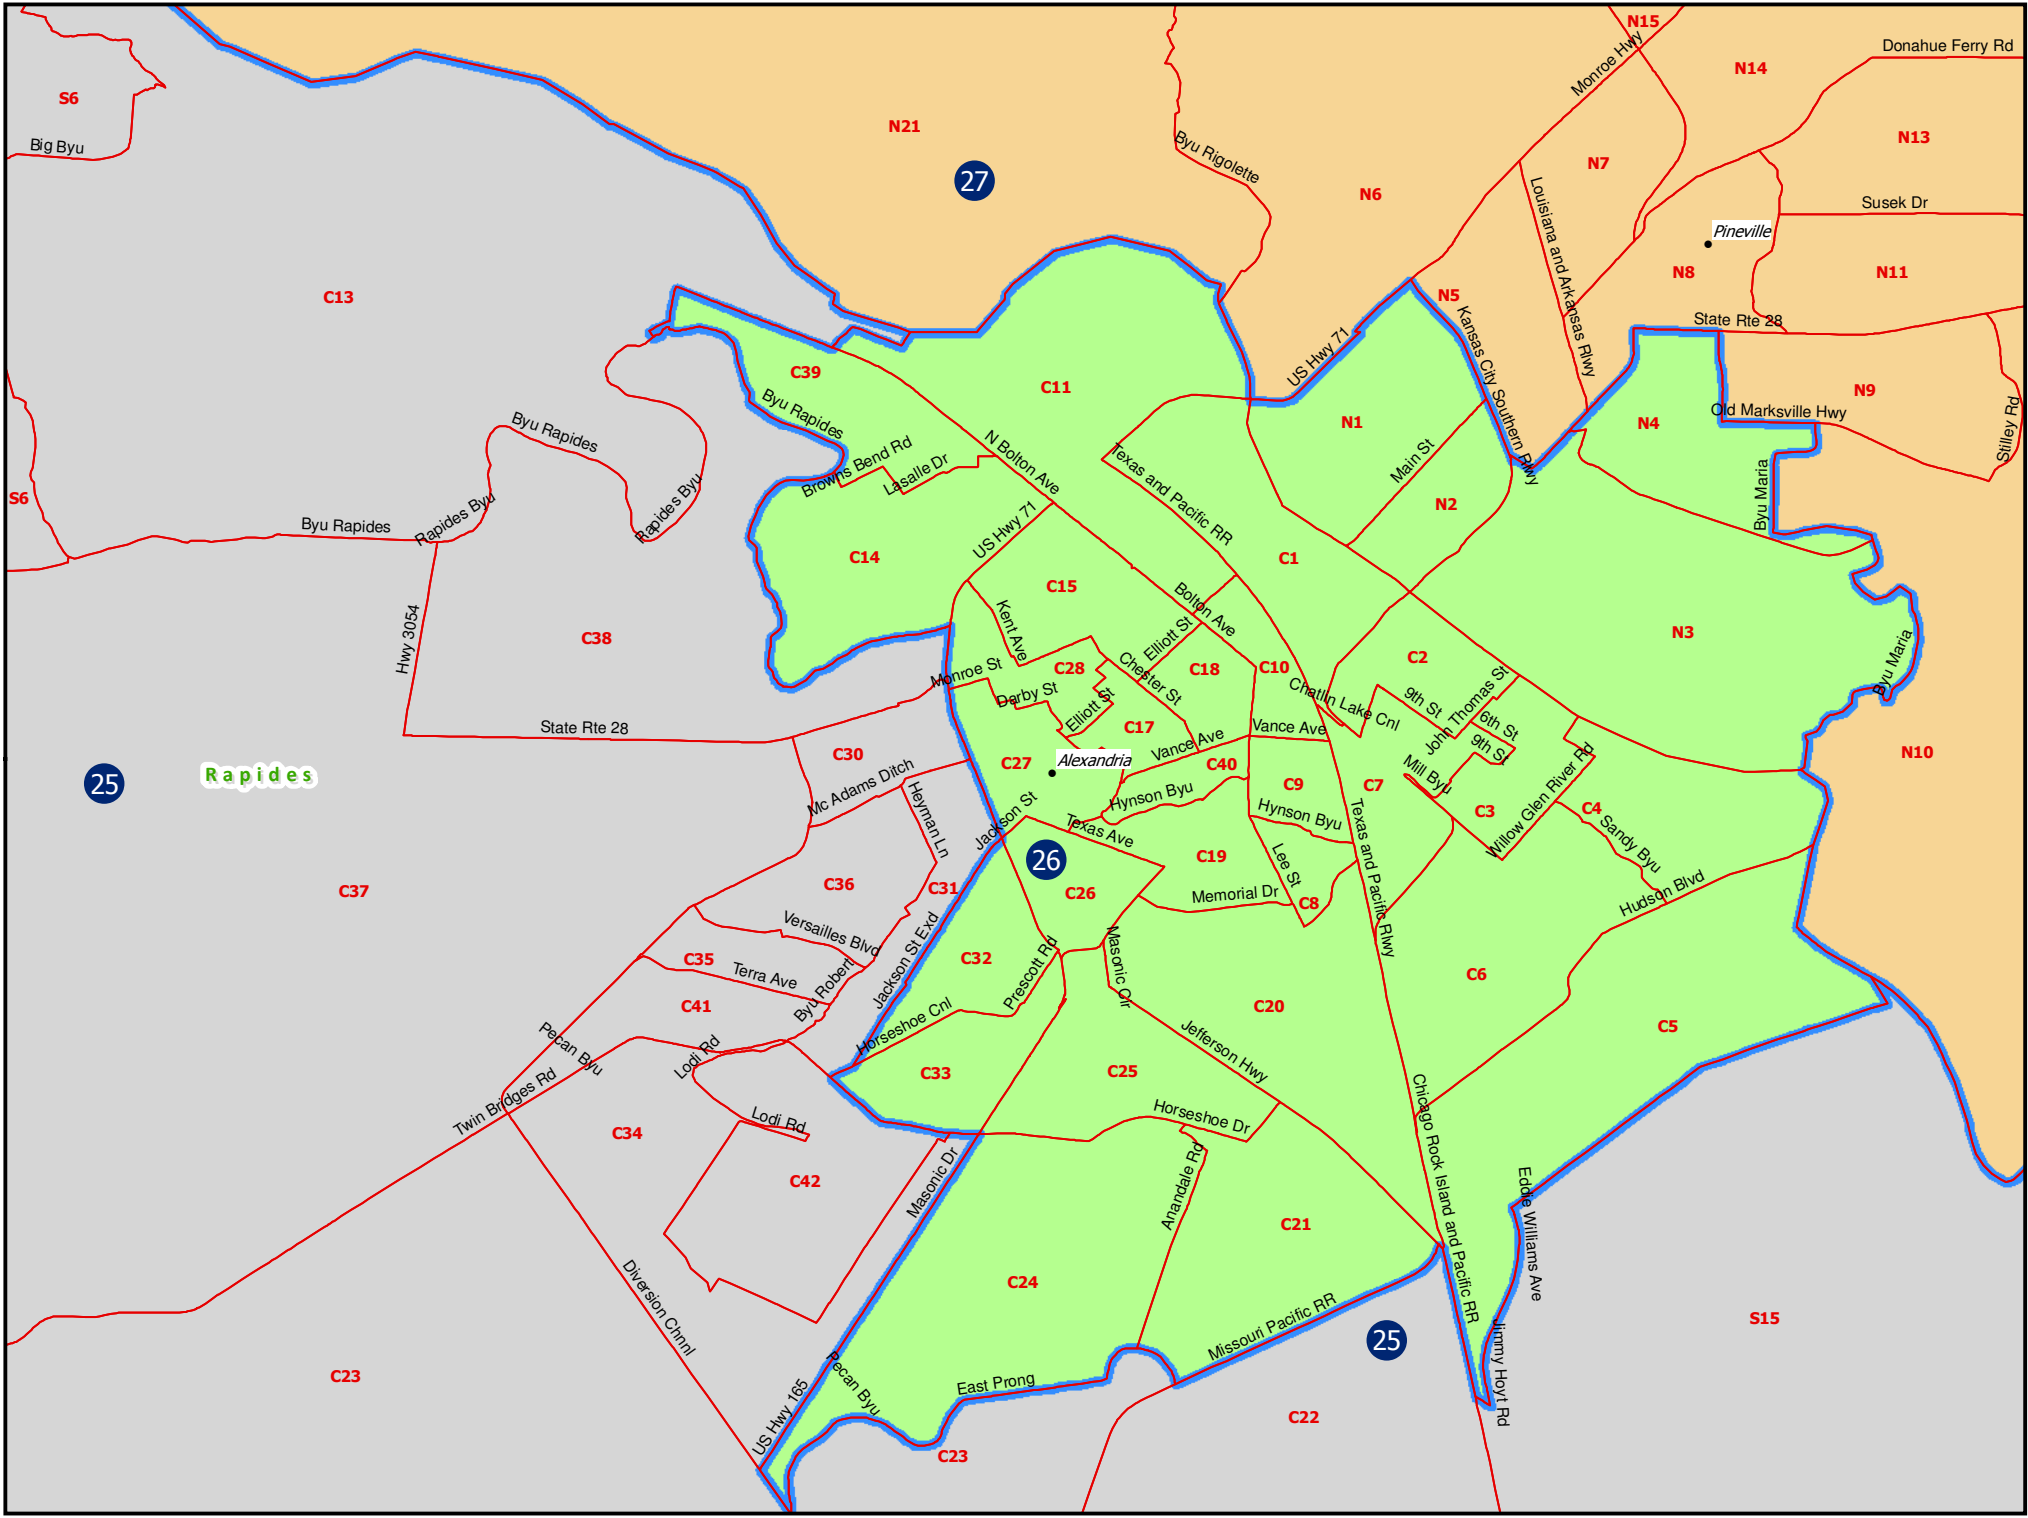 N15
Donahue Ferry Rd
Monroe Hwy
N14
S6
N21
N13
Big Byu
Byu Rigolette
N7
27
N6
Louisiana and Arkansas Rlwy
Susek Dr
Pineville
N8
N11
C13
N5
Kansas City Southern Rlwy
State Rte 28
US Hwy 71
C39
C11
N9
Byu Rapides
Old Marksville Hwy
N1
N4
Stilley Rd
Byu Rapides
Browns Bend Rd
Lasalle Dr
N Bolton Ave
Texas and Pacific RR
Main St
Byu Maria
S6
Rapides Byu
Rapides Byu
N2
Byu Rapides
US Hwy 71
C14
C1
C15
Bolton Ave
Hwy 3054
C38
Kent Ave
Elliott St
N3
Byu Maria
Monroe St
C28
Chester St
C18
C10
C2
Darby St
Elliott St
Chatlin Lake Cnl
9th St
John Thomas St
6th St
State Rte 28
C17
Vance Ave
Vance Ave
9th St
C30
C27
Alexandria
C40
N10
25
Rapides
Mc Adams Ditch
Hynson Byu
C9
C7
Mill Byu
Willow Glen River Rd
C3
C4
Heyman Ln
Jackson St
Texas Ave
Hynson Byu
Sandy Byu
26
C19
Lee St
Texas and Pacific Rlwy
C37
C36
C31
C26
Memorial Dr
C8
Hudson Blvd
Versailles Blvd
Jackson St Exd
C35
Terra Ave
C32
Prescott Rd
Masonic Cir
C6
Byu Robert
C41
C20
Horseshoe Cnl
C5
Pecan Byu
Lodi Rd
Jefferson Hwy
C33
C25
Twin Bridges Rd
Lodi Rd
Horseshoe Dr
Chicago Rock Island and Pacific RR
C34
Masonic Dr
Anandale Rd
C42
Eddie Williams Ave
C21
C24
Diversion Chnnl
Missouri Pacific RR
S15
25
Jimmy Hoyt Rd
C23
Pecan Byu
East Prong
US Hwy 165
C22
C23